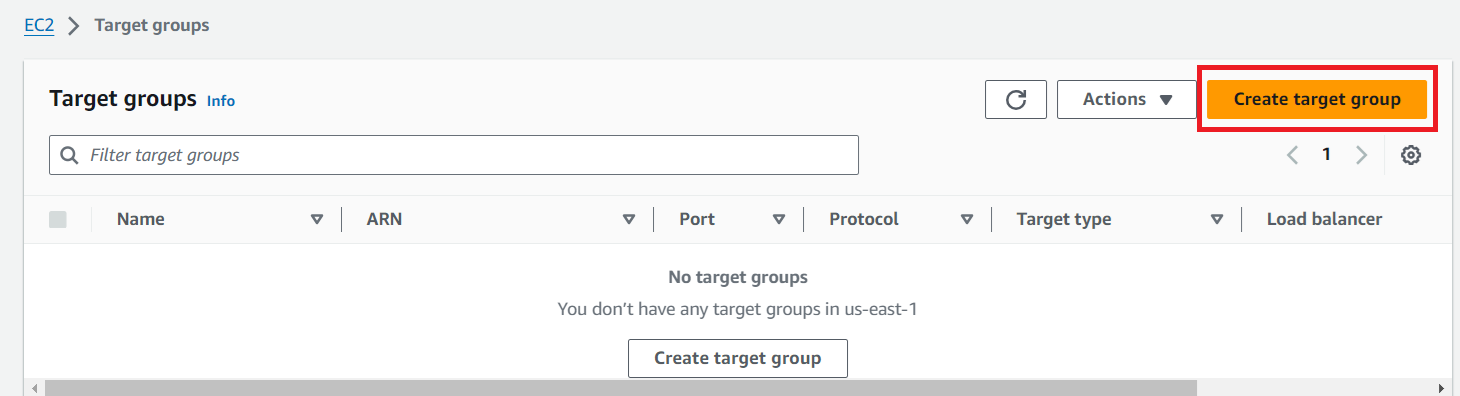 EC2 Target groups
Target groups Info Actions Create target group
Filter target groups 1
Name ARN Port Protocol Target type Load balancer
No target groups
You don’t have any target groups in us-east-1
Create target group